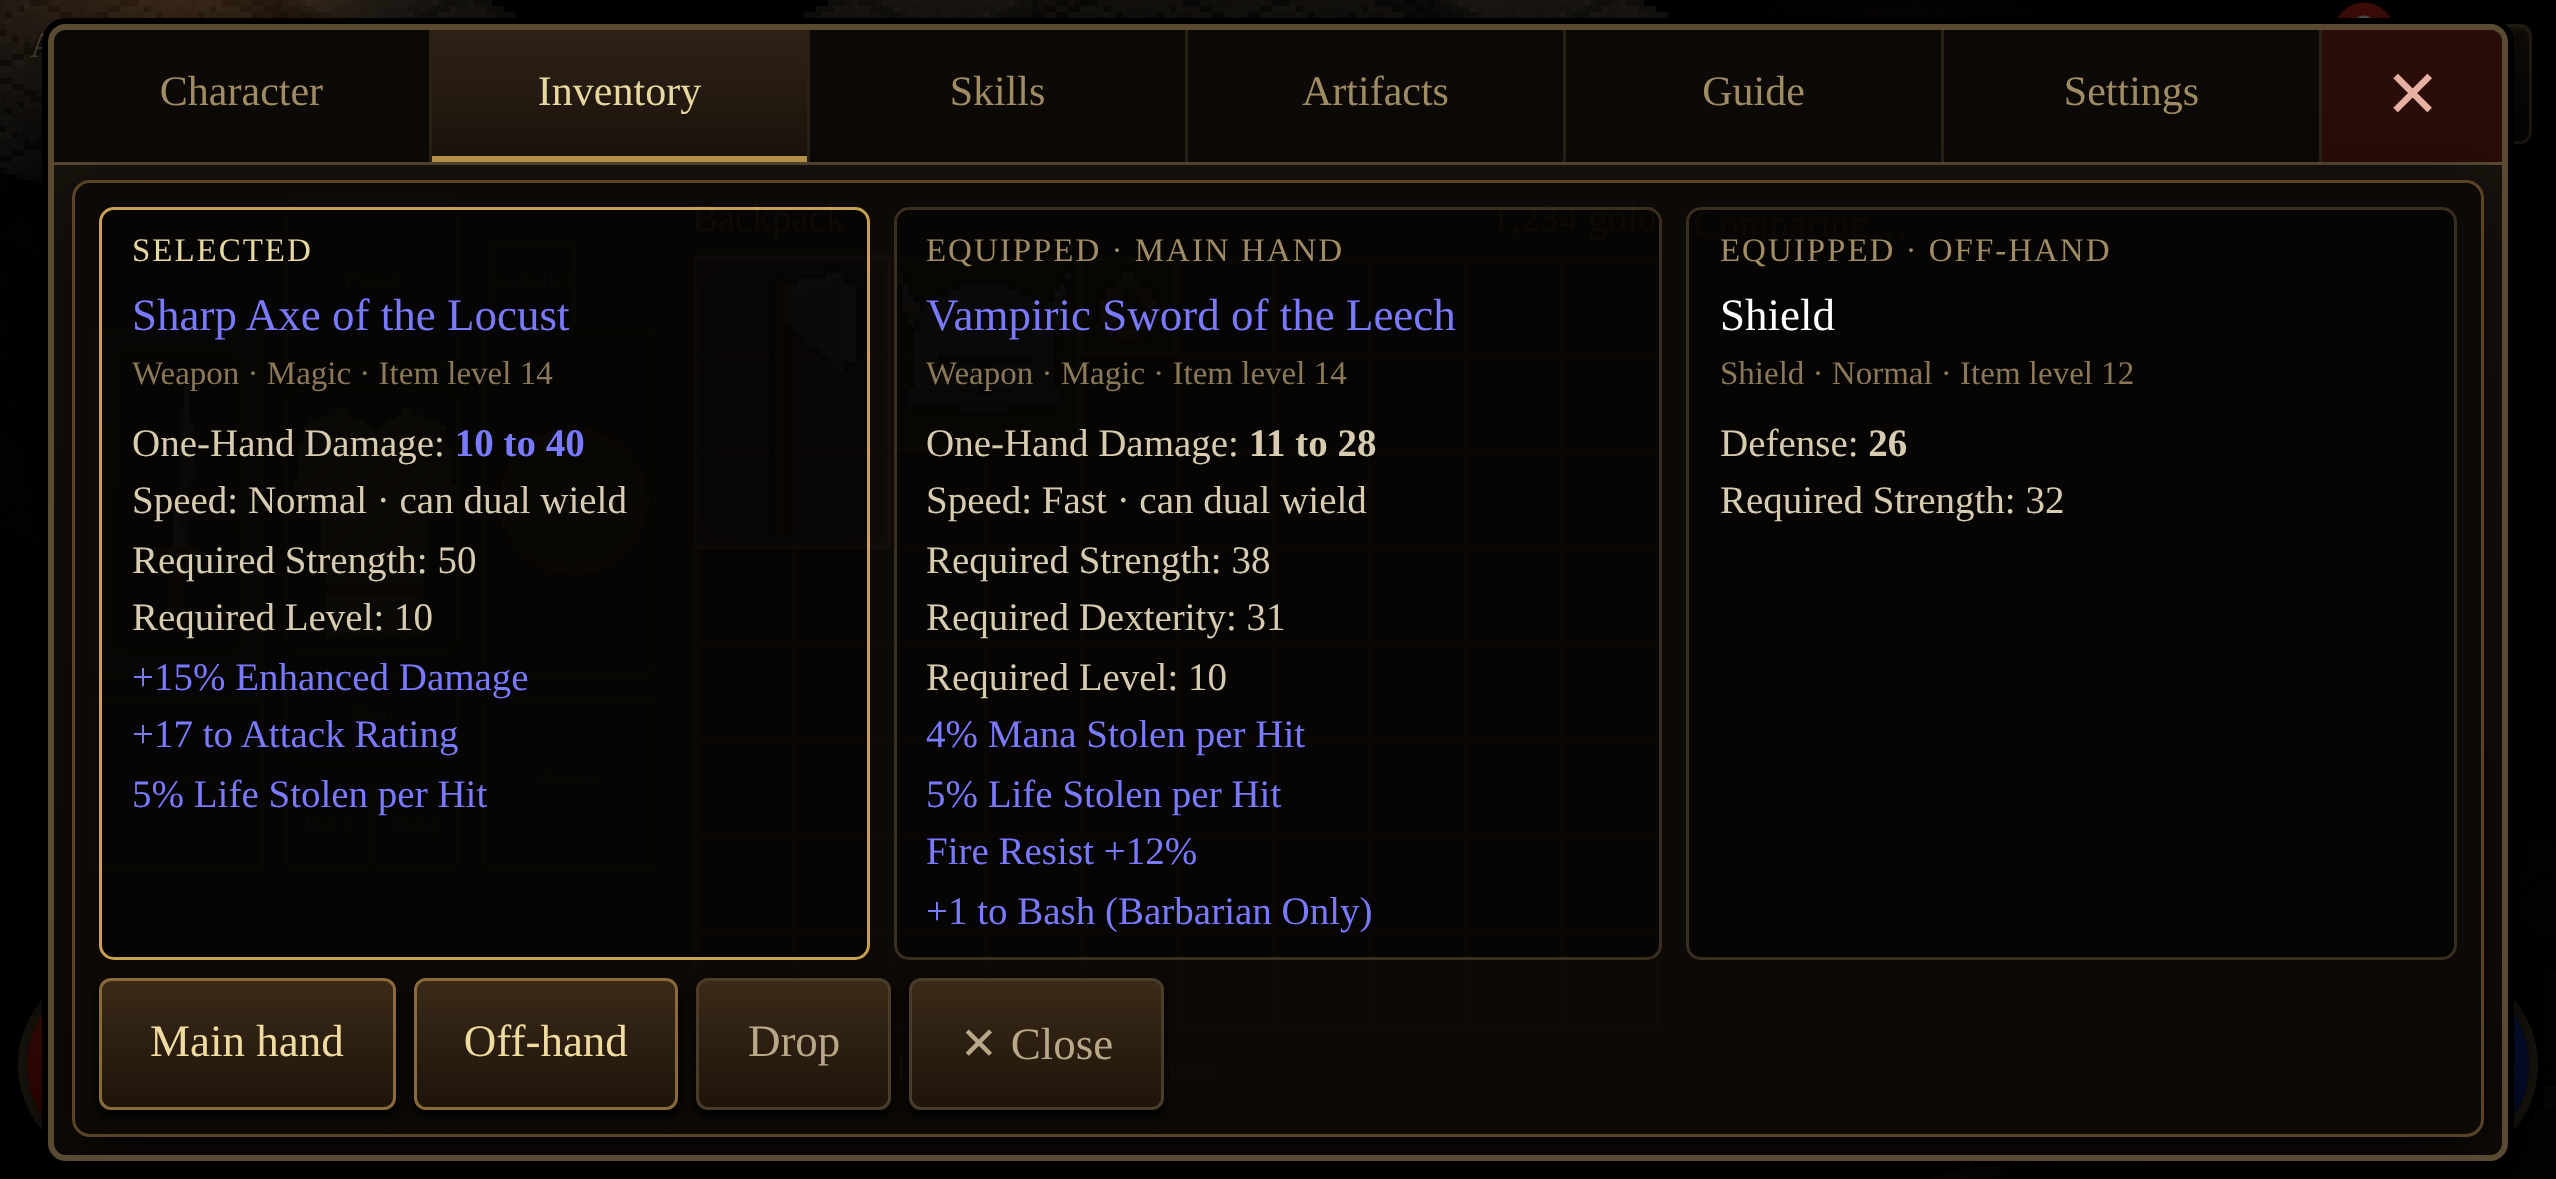 Character
Inventory
Skills
Artifacts
Guide
Settings
✕
Backpack
1,234 gold
Comparing...
SELECTED
Sharp Axe of the Locust
Weapon · Magic · Item level 14
One-Hand Damage: 10 to 40
Speed: Normal · can dual wield
Required Strength: 50
Required Level: 10
+15% Enhanced Damage
+17 to Attack Rating
5% Life Stolen per Hit
EQUIPPED · MAIN HAND
Vampiric Sword of the Leech
Weapon · Magic · Item level 14
One-Hand Damage: 11 to 28
Speed: Fast · can dual wield
Required Strength: 38
Required Dexterity: 31
Required Level: 10
4% Mana Stolen per Hit
5% Life Stolen per Hit
Fire Resist +12%
+1 to Bash (Barbarian Only)
EQUIPPED · OFF-HAND
Shield
Shield · Normal · Item level 12
Defense: 26
Required Strength: 32
Main hand
Off-hand
Drop
✕ Close